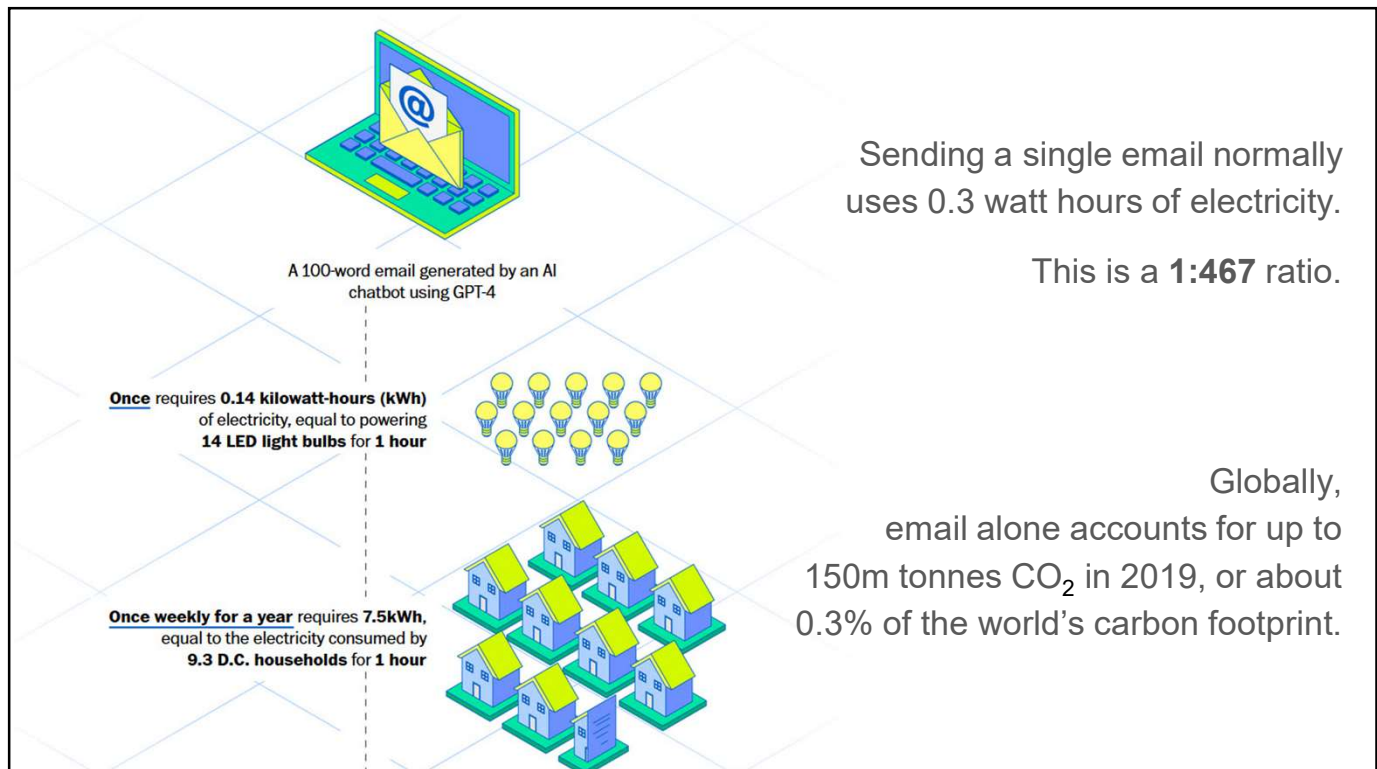 @
A 100-word email generated by an AI
chatbot using GPT-4
Once requires 0.14 kilowatt-hours (kWh)
of electricity, equal to powering
14 LED light bulbs for 1 hour
Once weekly for a year requires 7.5kWh,
equal to the electricity consumed by
9.3 D.C. households for 1 hour
Sending a single email normally
uses 0.3 watt hours of electricity.
This is a 1:467 ratio.
Globally,
email alone accounts for up to
150m tonnes CO₂ in 2019, or about
0.3% of the world’s carbon footprint.